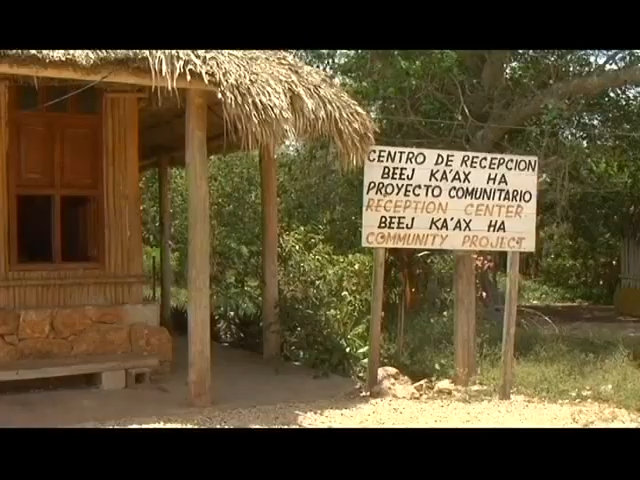 CENTRO DE RECEPCION
BEEJ KA'AX HA
PROYECTO COMUNITARIO
RECEPTION CENTER
BEEJ KA'AX HA
COMMUNITY PROJECT